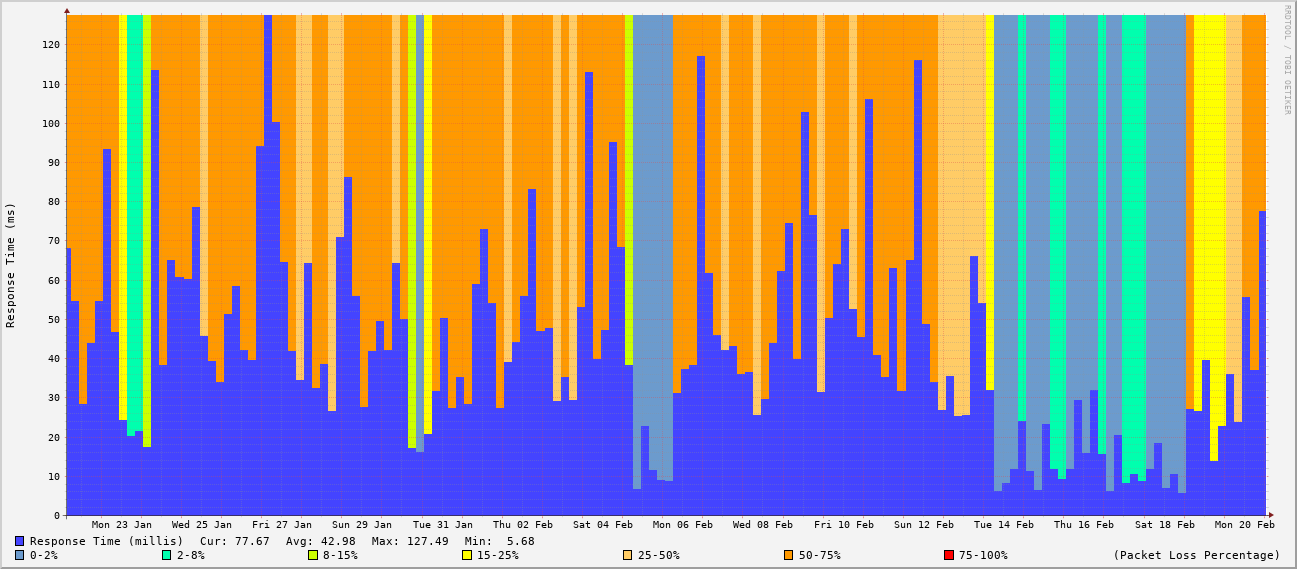 RRDTOOL / TOBI OETIKER
Response Time (ms)
120
110
100
90
80
70
60
50
40
30
20
10
0
Mon 23 Jan Wed 25 Jan Fri 27 Jan Sun 29 Jan Tue 31 Jan Thu 02 Feb Sat 04 Feb Mon 06 Feb Wed 08 Feb Fri 10 Feb Sun 12 Feb Tue 14 Feb Thu 16 Feb Sat 18 Feb Mon 20 Feb
Response Time (millis) Cur: 77.67 Avg: 42.98 Max: 127.49 Min: 5.68
0-2% 2-8% 8-15% 15-25% 25-50% 50-75% 75-100% (Packet Loss Percentage)